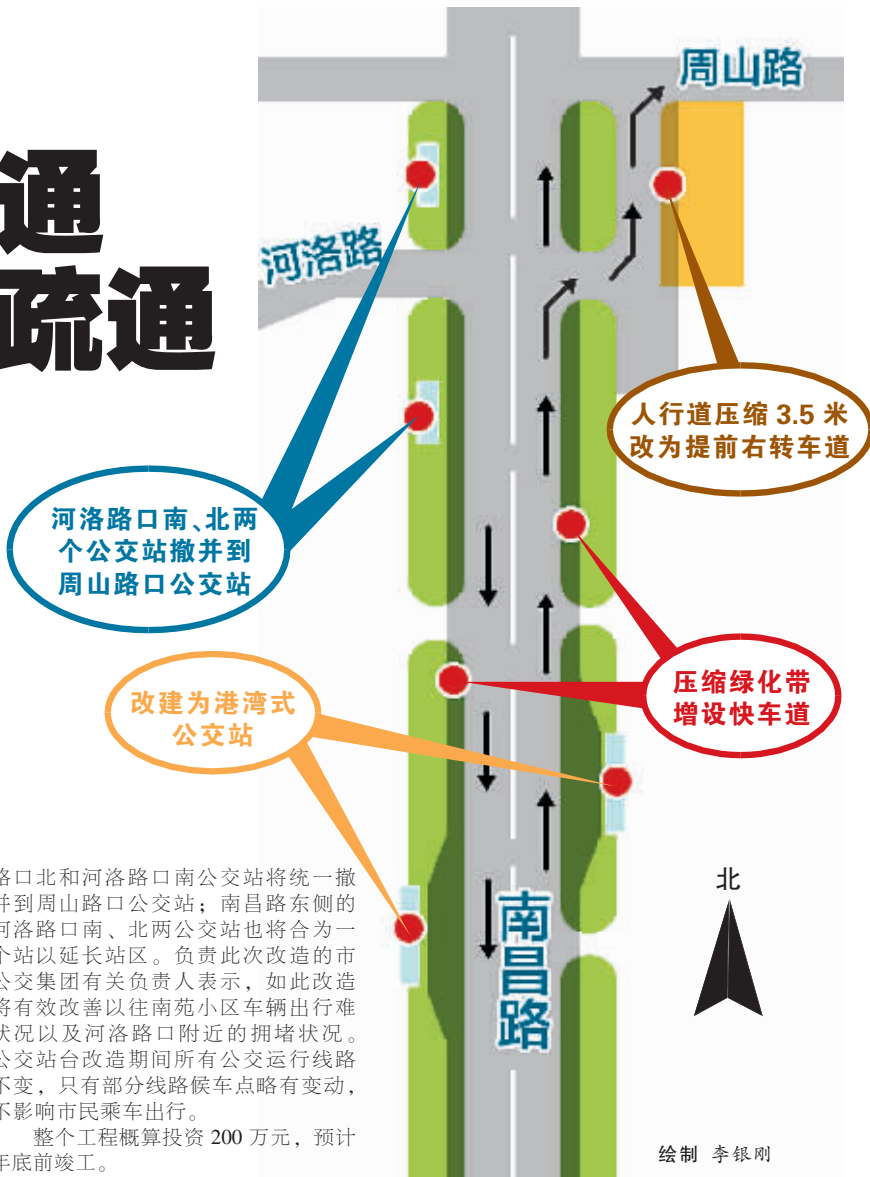 通
疏通
周山路
河洛路
人行道压缩 3.5 米
改为提前右转车道
河洛路口南、北两
个公交站撤并到
周山路口公交站
压缩绿化带
增设快车道
改建为港湾式
公交站
南昌路
北
路口北和河洛路口南公交站将统一撤
并到周山路口公交站；南昌路东侧的
河洛路口南、北两公交站也将合为一
个站以延长站区。负责此次改造的市
公交集团有关负责人表示，如此改造
将有效改善以往南苑小区车辆出行难
状况以及河洛路口附近的拥堵状况。
公交站台改造期间所有公交运行线路
不变，只有部分线路候车点略有变动，
不影响市民乘车出行。
整个工程概算投资 200 万元，预计
年底前竣工。
绘制 李银刚